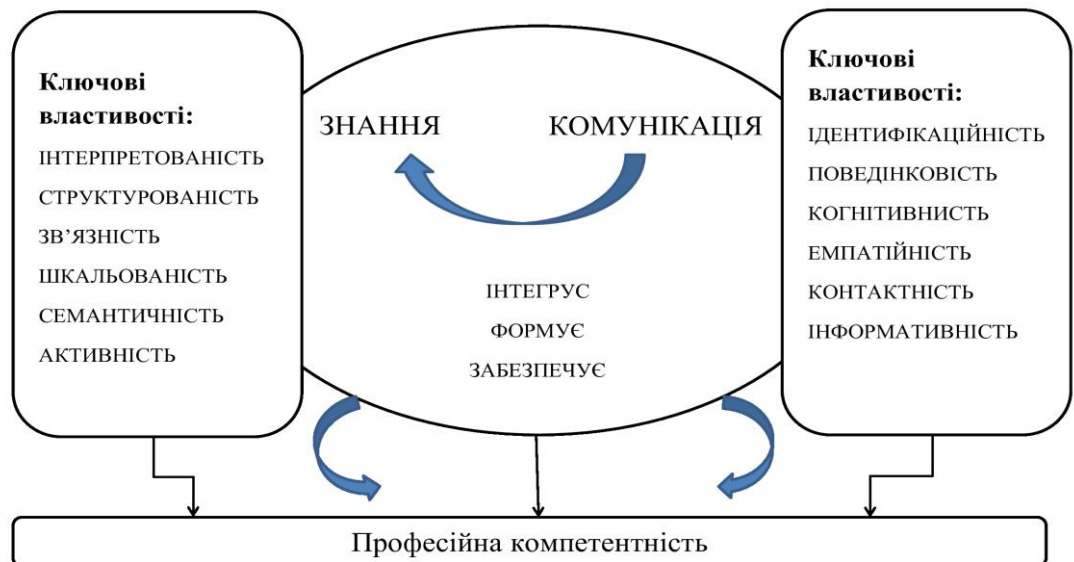 Ключові
властивості:
ІНТЕРПРЕТОВАНІСТЬ
СТРУКТУРОВАНІСТЬ
ЗВ’ЯЗНІСТЬ
ШКАЛЬОВАНІСТЬ
СЕМАНТИЧНІСТЬ
АКТИВНІСТЬ
ЗНАННЯ КОМУНІКАЦІЯ
ІНТЕГРУС
ФОРМУЄ
ЗАБЕЗПЕЧУЄ
Ключові
властивості:
ІДЕНТИФІКАЦІЙНІСТЬ
ПОВЕДІНКОВІСТЬ
КОГНІТИВНИСТЬ
ЕМПАТІЙНІСТЬ
КОНТАКТНІСТЬ
ІНФОРМАТИВНІСТЬ
Професійна компетентність